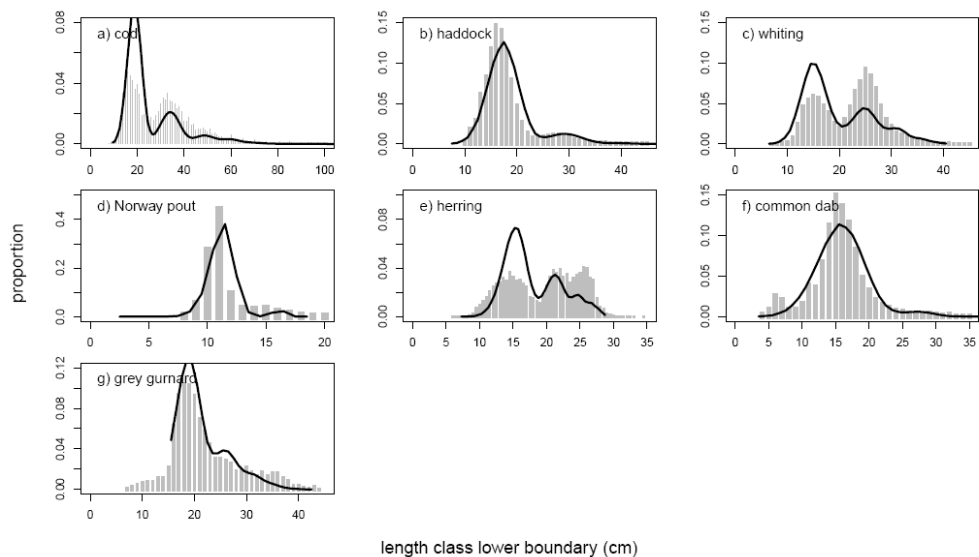 a) cod
0.00 0.04 0.08
0 20 40 60 80 100
b) haddock
0.00 0.05 0.10 0.15
0 10 20 30 40
c) whiting
0.00 0.05 0.10 0.15
0 10 20 30 40
d) Norway pout
0.0 0.2 0.4
0 5 10 15 20
e) herring
0.00 0.04 0.08
0 5 10 15 20 25 30 35
f) common dab
0.00 0.05 0.10 0.15
0 5 10 15 20 25 30 35
g) grey gurnard
0.00 0.04 0.08 0.12
0 10 20 30 40
proportion
length class lower boundary (cm)